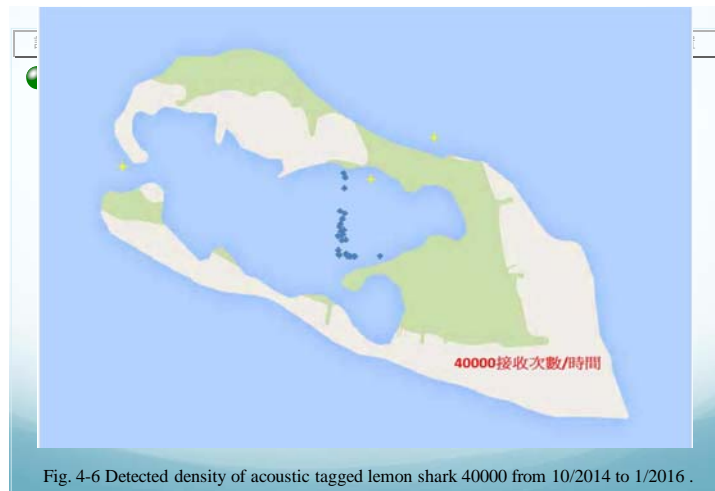 40000接收次數/時間
Fig. 4-6 Detected density of acoustic tagged lemon shark 40000 from 10/2014 to 1/2016 .